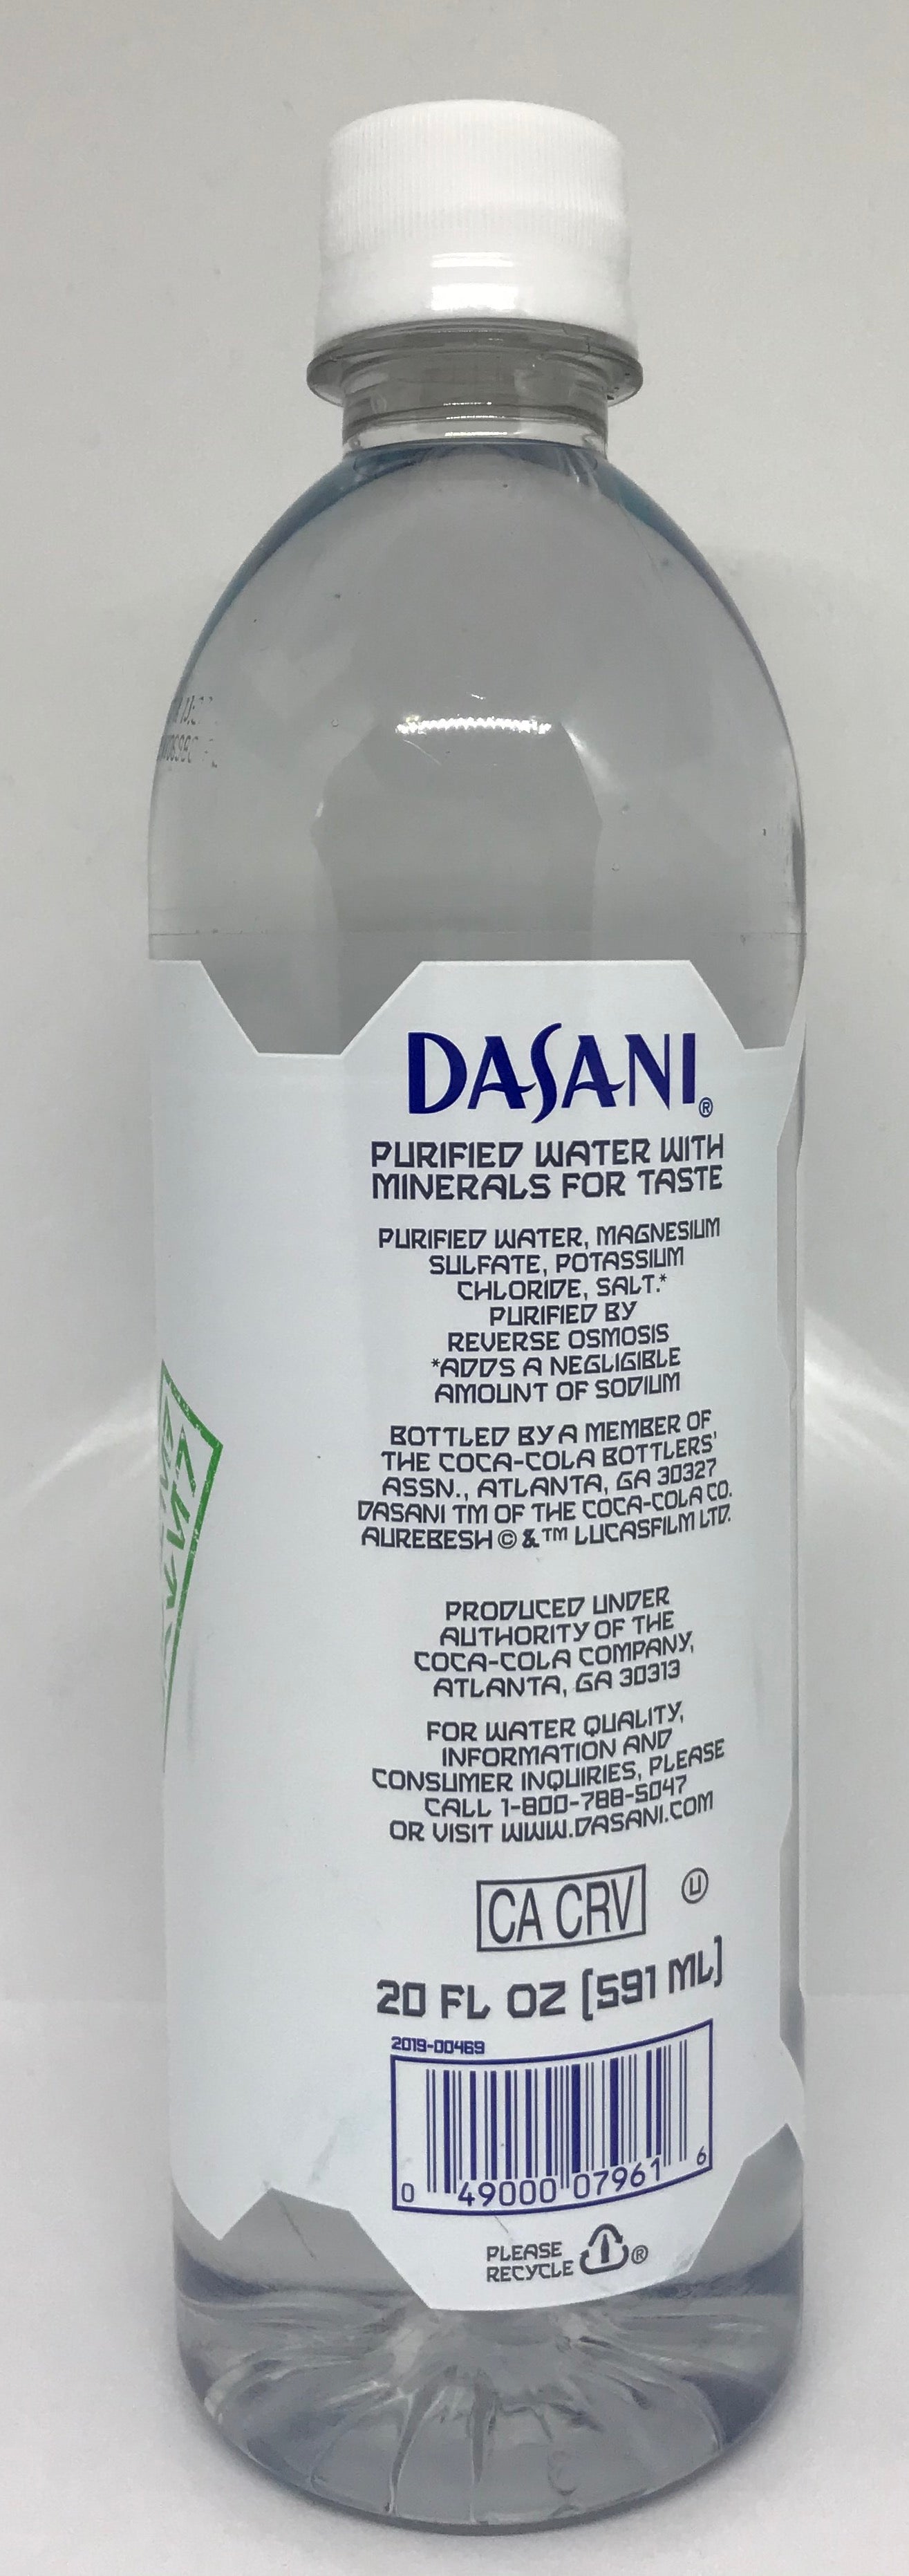 DASANI®
PURIFIED WATER WITH
MINERALS FOR TASTE
PURIFIED WATER, MAGNESIUM
SULFATE, POTASSIUM
CHLORIDE, SALT.*
PURIFIED BY
REVERSE OSMOSIS
*ADDS A NEGLIGIBLE
AMOUNT OF SODIUM
BOTTLED BY A MEMBER OF
THE COCA-COLA BOTTLERS'
ASSN., ATLANTA, GA 30327
DASANI TM OF THE COCA-COLA CO.
AUREBESH © & ™ LUCASFILM LTD.
PRODUCED UNDER
AUTHORITY OF THE
COCA-COLA COMPANY,
ATLANTA, GA 30313
FOR WATER QUALITY,
INFORMATION AND
CONSUMER INQUIRIES, PLEASE
CALL 1-800-788-5047
OR VISIT WWW.DASANI.COM
CA CRV
U
20 FL OZ [591 ML]
2019-00469
0 49000 07961 6
PLEASE
RECYCLE ®